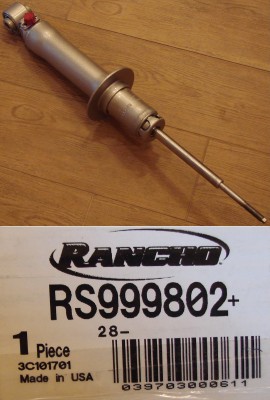 RANCHO
RS999802+
28-
1 Piece
3C101701
Made in USA
039703000611